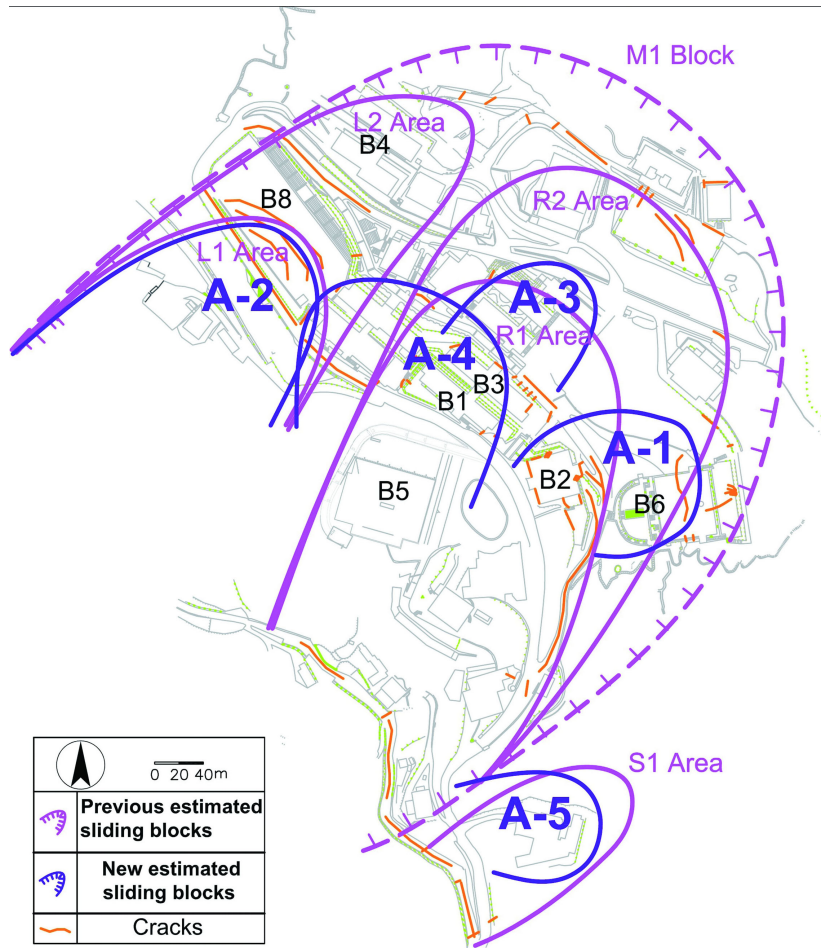 M1 Block
L2 Area
B4
R2 Area
B8
L1 Area
A-2
A-3
R1 Area
A-4
B3
B1
A-1
B2
B5
B6
S1 Area
A-5
0 20 40m
Previous estimated
sliding blocks
New estimated
sliding blocks
Cracks